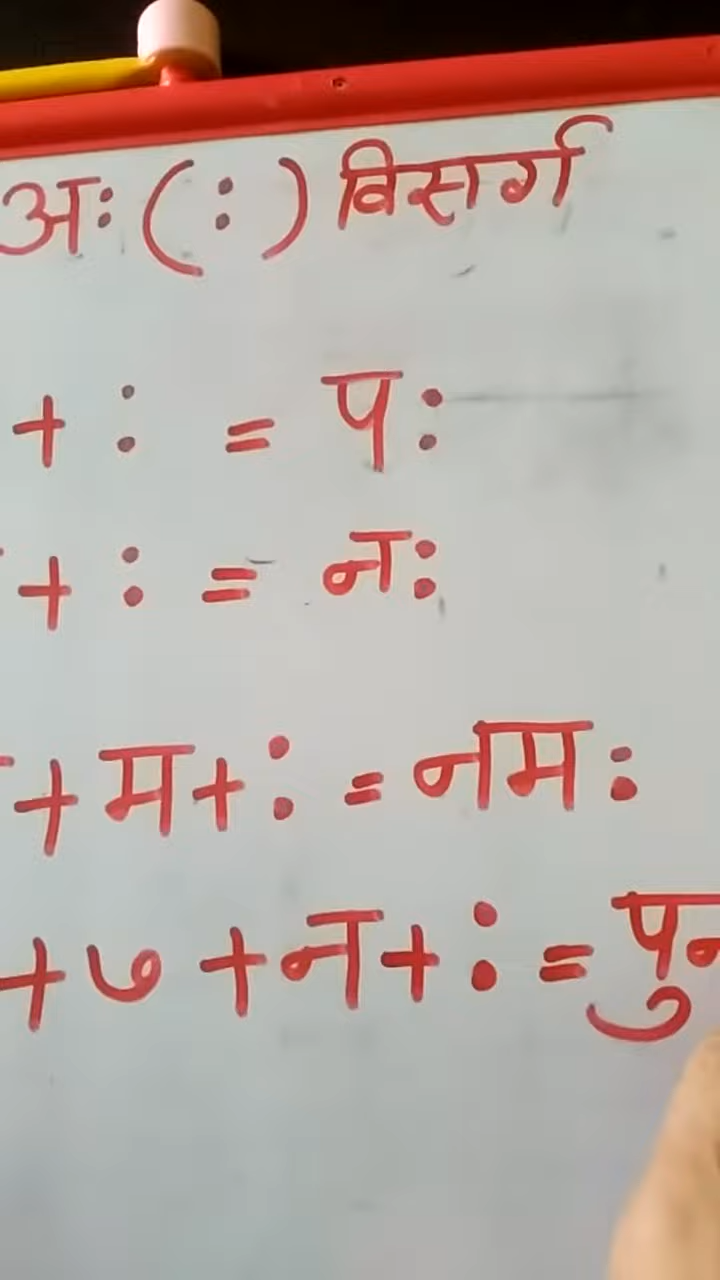 अः ( : ) विसर्ग
+ : = पः
+ : = नः
+ म + : = नमः
+ ु + न + : = पुन